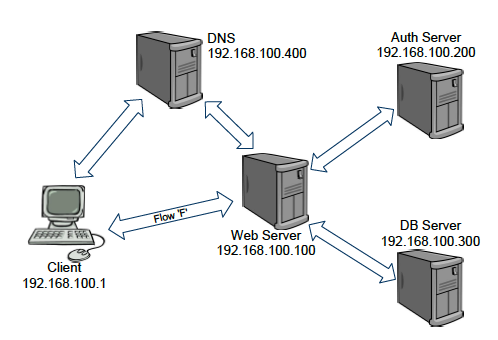 DNS
192.168.100.400
Auth Server
192.168.100.200
Flow 'F'
Web Server
192.168.100.100
DB Server
192.168.100.300
Client
192.168.100.1